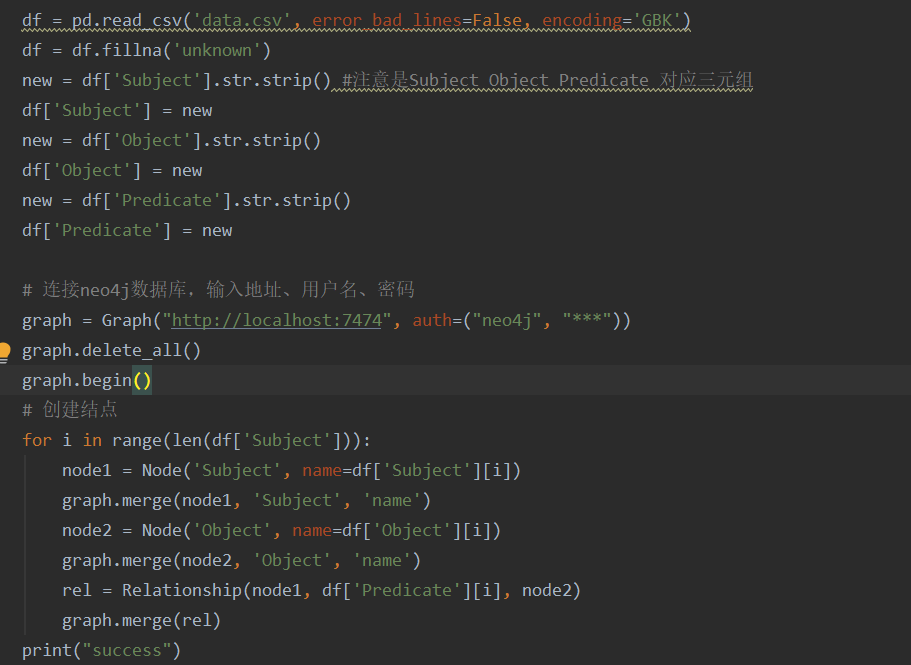 df = pd.read_csv('data.csv', error_bad_lines=False, encoding='GBK')
df = df.fillna('unknown')
new = df['Subject'].str.strip() #注意是Subject Object Predicate 对应三元组
df['Subject'] = new
new = df['Object'].str.strip()
df['Object'] = new
new = df['Predicate'].str.strip()
df['Predicate'] = new
# 连接neo4j数据库，输入地址、用户名、密码
graph = Graph("http://localhost:7474", auth=("neo4j", "***"))
graph.delete_all()
graph.begin()
# 创建结点
for i in range(len(df['Subject'])):
    node1 = Node('Subject', name=df['Subject'][i])
    graph.merge(node1, 'Subject', 'name')
    node2 = Node('Object', name=df['Object'][i])
    graph.merge(node2, 'Object', 'name')
    rel = Relationship(node1, df['Predicate'][i], node2)
    graph.merge(rel)
print("success")